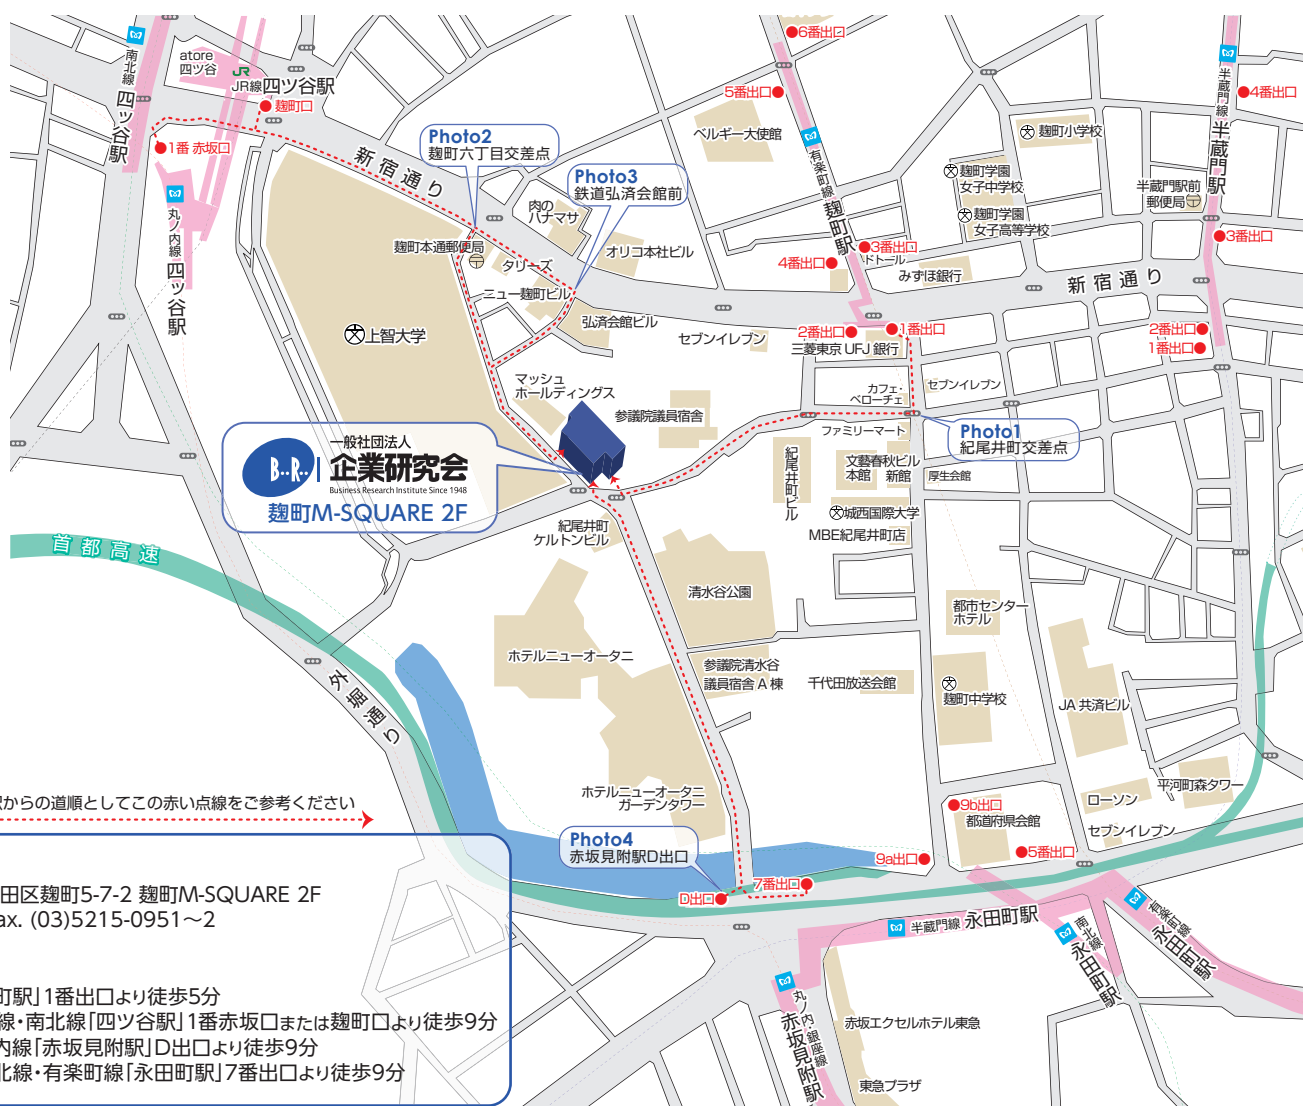 6番出口
南北線
四ッ谷駅
atore
四ツ谷
JR
JR線
四ツ谷駅
麹町口
1番 赤坂口
丸ノ内線
四ッ谷駅
新宿通り
Photo2
麹町六丁目交差点
Photo3
鉄道弘済会館前
5番出口
ベルギー大使館
有楽町線
麹町駅
麹町小学校
麹町学園
女子中学校
麹町学園
女子高等学校
半蔵門線
半蔵門駅
4番出口
半蔵門駅前
郵便局
3番出口
肉の
ハナマサ
麹町本通郵便局
タリーズ
オリコ本社ビル
ニュー麹町ビル
弘済会館ビル
4番出口
3番出口
ドトール
みずほ銀行
新宿通り
上智大学
セブンイレブン
2番出口
1番出口
三菱東京UFJ銀行
2番出口
1番出口
マッシュ
ホールディングス
参議院議員宿舎
カフェ・
ベローチェ
セブンイレブン
ファミリーマート
Photo1
紀尾井町交差点
B・・R・・
一般社団法人
企業研究会
Business Research Institute Since 1948
麹町M-SQUARE 2F
紀尾井町ビル
文藝春秋ビル
本館
新館
厚生会館
城西国際大学
MBE紀尾井町店
紀尾井町
ケルトンビル
首都高速
清水谷公園
都市センター
ホテル
ホテルニューオータニ
参議院清水谷
議員宿舎 A 棟
千代田放送会館
麹町中学校
JA 共済ビル
外堀通り
ホテルニューオータニ
ガーデンタワー
平河町森タワー
ローソン
セブンイレブン
9b出口
都道府県会館
5番出口
9a出口
Photo4
赤坂見附駅D出口
D出口
7番出口
からの道順としてこの赤い点線をご参考ください
田区麹町5-7-2 麹町M-SQUARE 2F
ax. (03)5215-0951～2
町駅」1番出口より徒歩5分
線・南北線「四ツ谷駅」1番赤坂口または麹町口より徒歩9分
内線「赤坂見附駅」D出口より徒歩9分
北線・有楽町線「永田町駅」7番出口より徒歩9分
半蔵門線 永田町駅
南北線
永田町駅
有楽町線
永田町駅
丸ノ内・銀座線
赤坂見附駅
赤坂エクセルホテル東急
東急プラザ